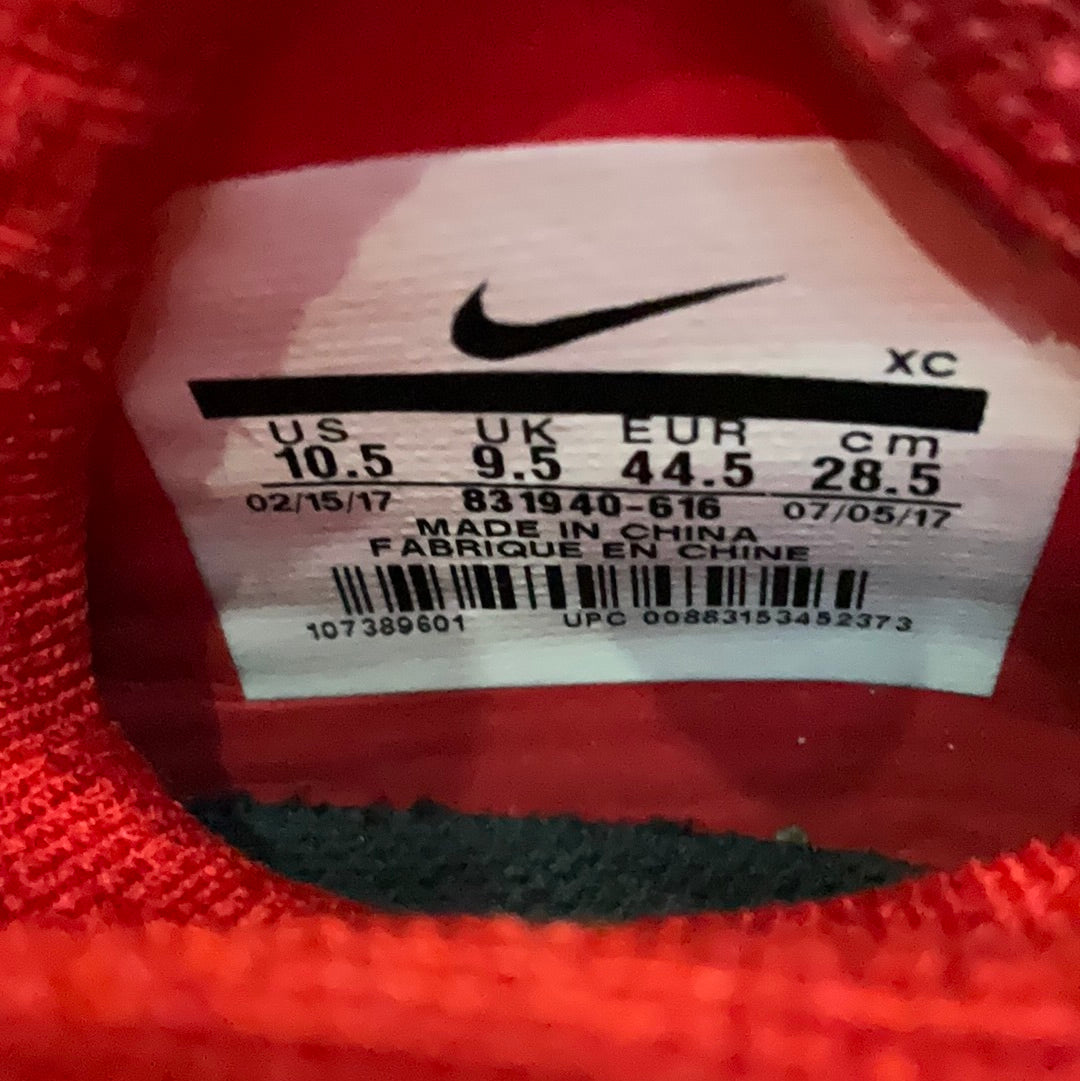 XC
US UK EUR cm
10.5 9.5 44.5 28.5
02/15/17 831940-616 07/05/17
MADE IN CHINA
FABRIQUE EN CHINE
107389601 UPC 00883153452373